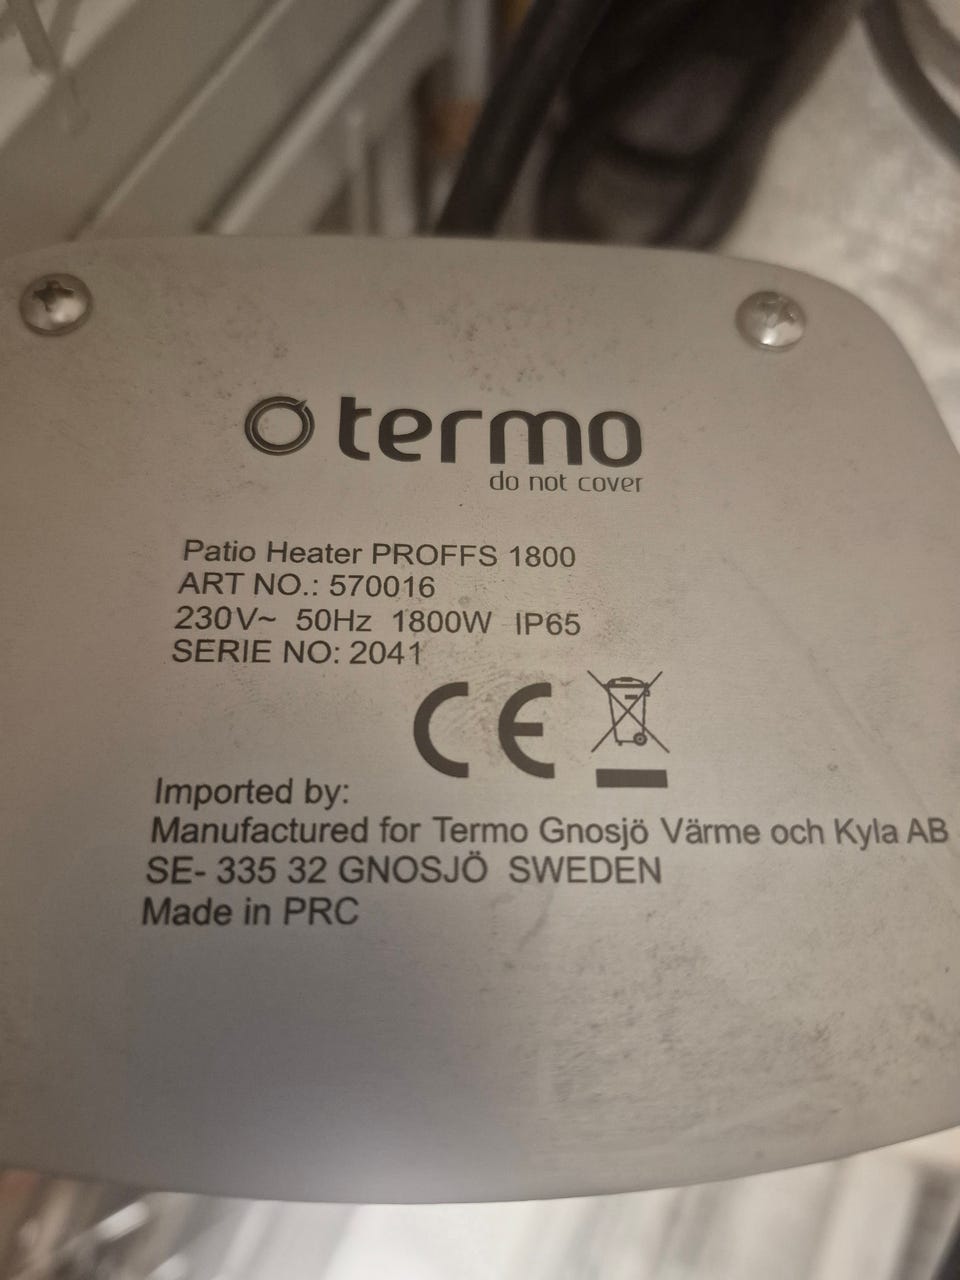 termo
do not cover
Patio Heater PROFFS 1800
ART NO.: 570016
230V~ 50Hz 1800W IP65
SERIE NO: 2041
CE
Imported by:
Manufactured for Termo Gnosjö Värme och Kyla AB
SE- 335 32 GNOSJÖ SWEDEN
Made in PRC